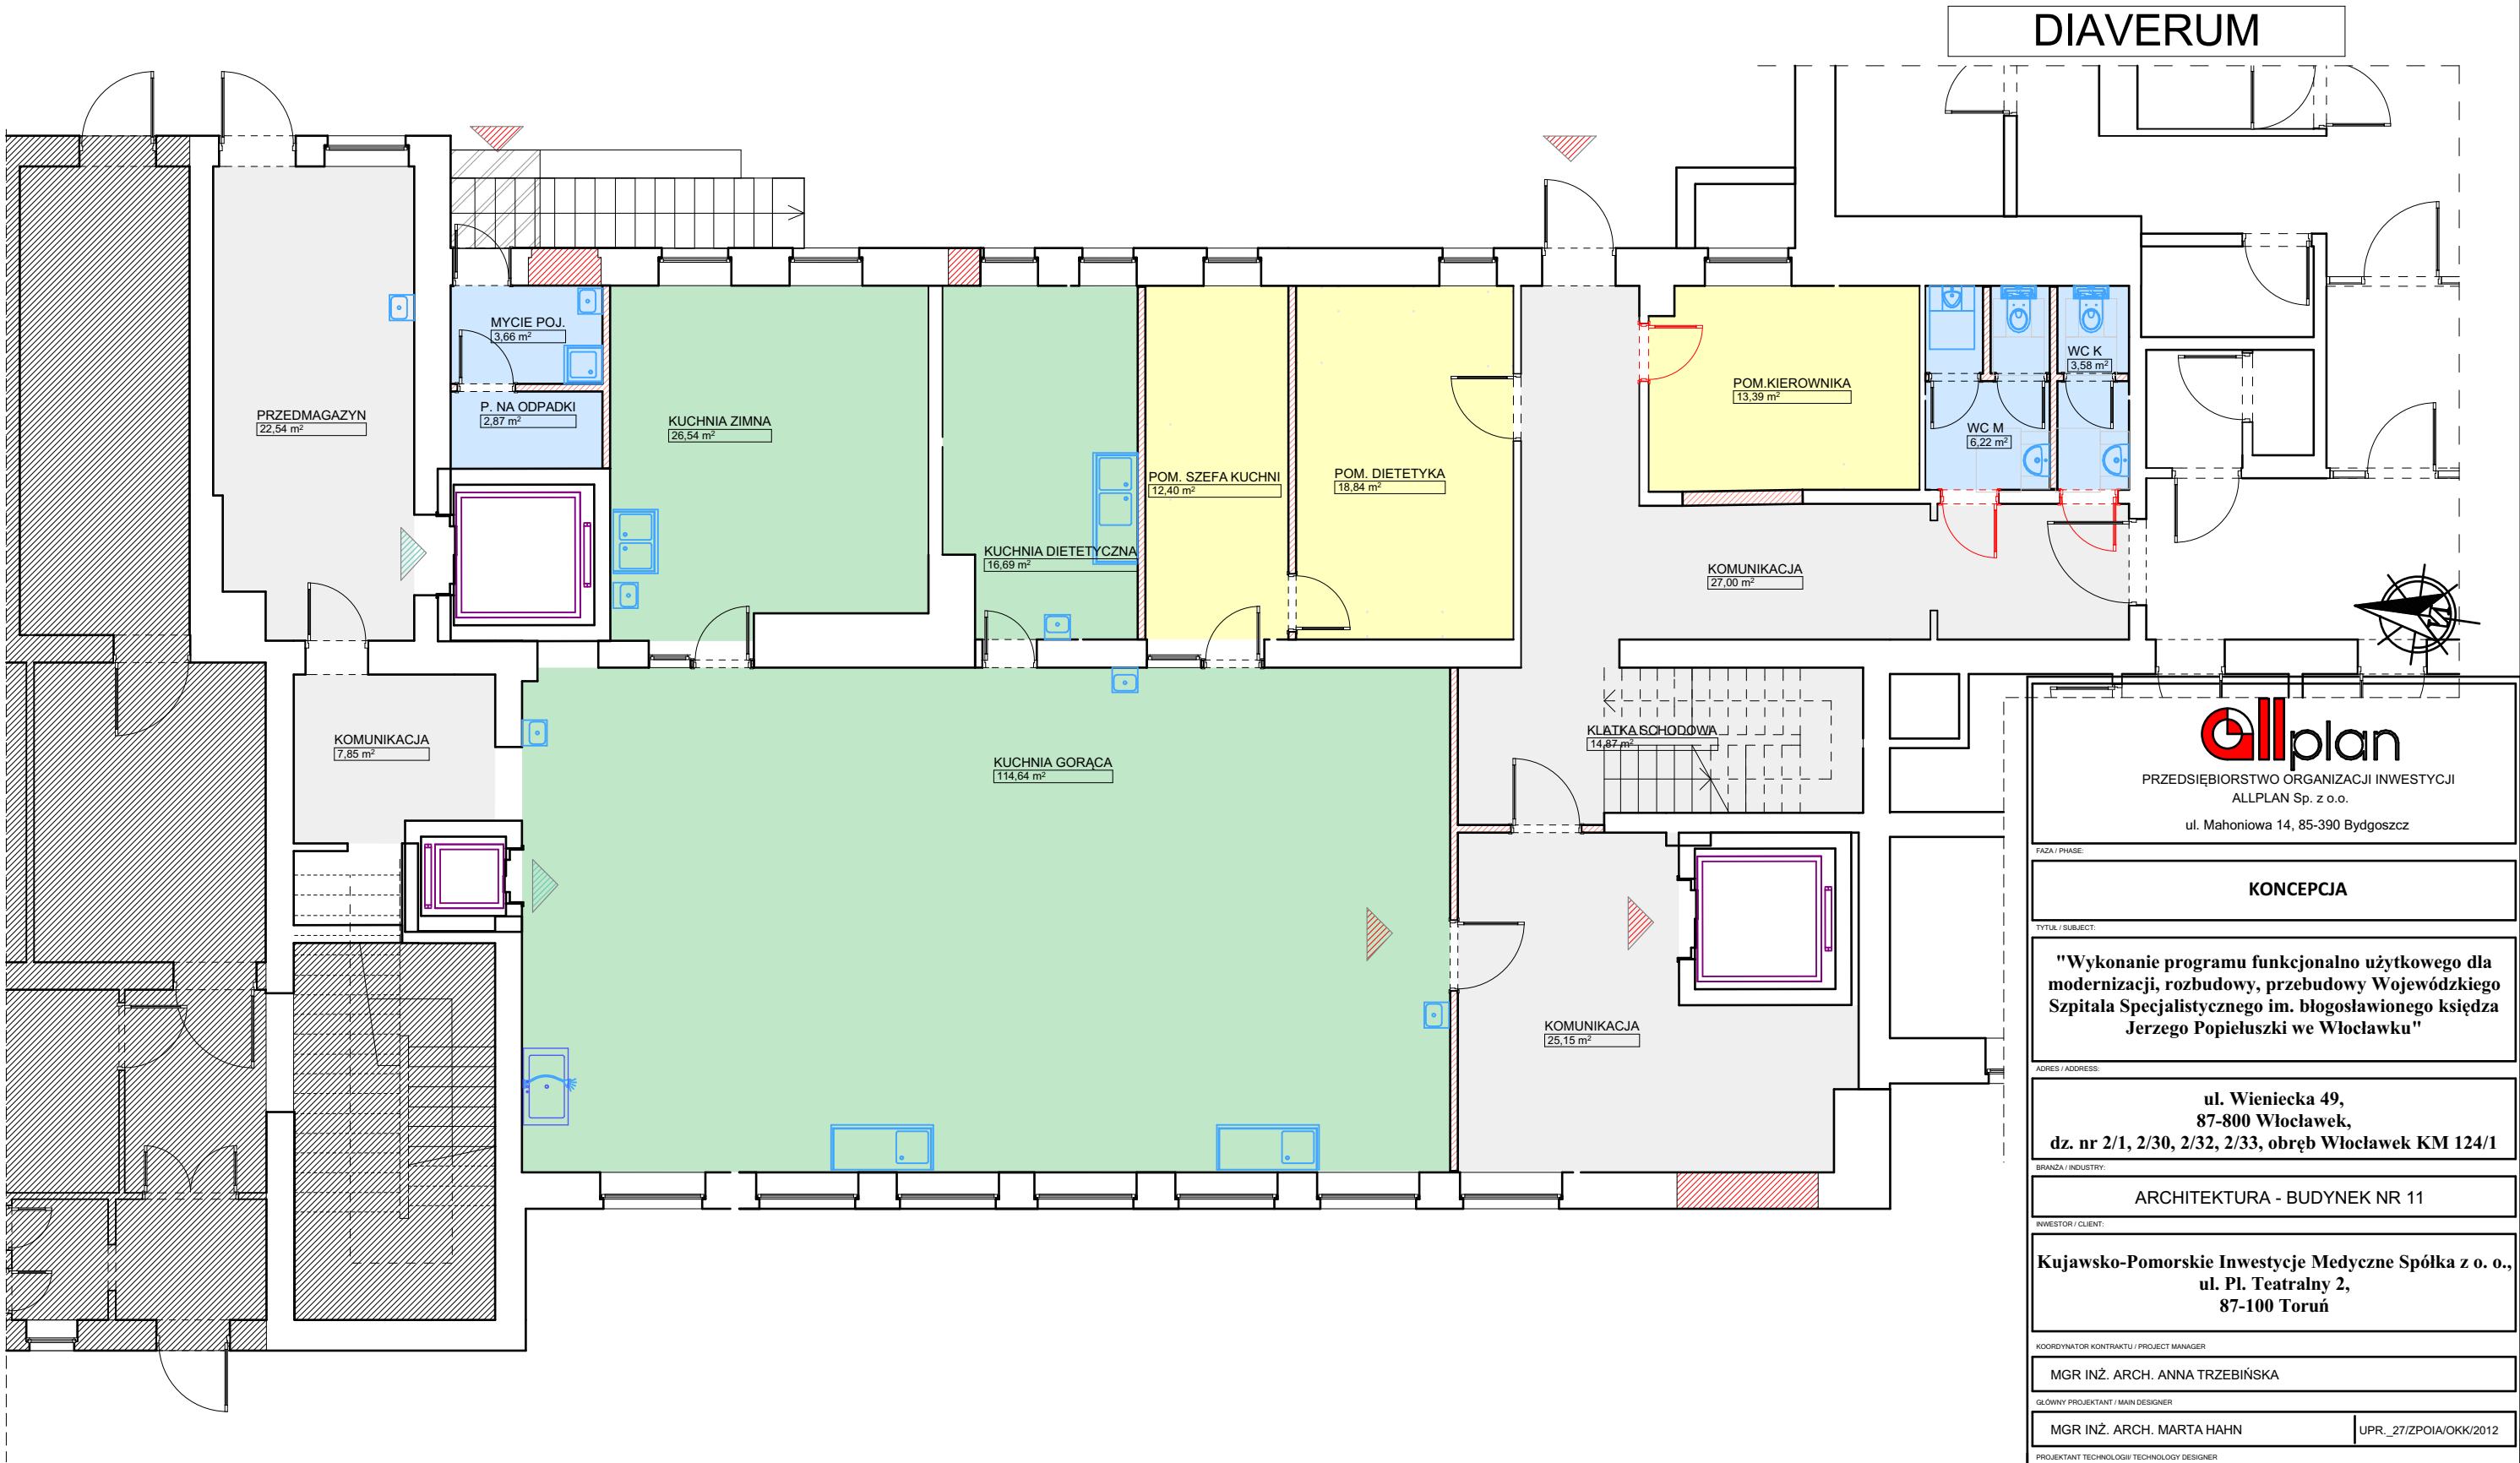 DIAVERUM
MYCIE POJ.
3,66 m²
P. NA ODPADKI
2,87 m²
PRZEDMAGAZYN
22,54 m²
KUCHNIA ZIMNA
26,54 m²
KUCHNIA DIETETYCZNA
16,69 m²
POM. SZEFA KUCHNI
12,40 m²
POM. DIETETYKA
18,84 m²
POM.KIEROWNIKA
13,39 m²
WC M
6,22 m²
WC K
3,58 m²
KOMUNIKACJA
27,00 m²
KOMUNIKACJA
7,85 m²
KUCHNIA GORĄCA
114,64 m²
KLATKA SCHODOWA
14,87 m²
KOMUNIKACJA
25,15 m²
N
allplan
PRZEDSIĘBIORSTWO ORGANIZACJI INWESTYCJI
ALLPLAN Sp. z o.o.
ul. Mahoniowa 14, 85-390 Bydgoszcz
FAZA / PHASE:
KONCEPCJA
TYTUŁ / SUBJECT:
"Wykonanie programu funkcjonalno użytkowego dla
modernizacji, rozbudowy, przebudowy Wojewódzkiego
Szpitala Specjalistycznego im. błogosławionego księdza
Jerzego Popiełuszki we Włocławku"
ADRES / ADDRESS:
ul. Wieniecka 49,
87-800 Włocławek,
dz. nr 2/1, 2/30, 2/32, 2/33, obręb Włocławek KM 124/1
BRANŻA / INDUSTRY:
ARCHITEKTURA - BUDYNEK NR 11
INWESTOR / CLIENT:
Kujawsko-Pomorskie Inwestycje Medyczne Spółka z o. o.,
ul. Pl. Teatralny 2,
87-100 Toruń
KOORDYNATOR KONTRAKTU / PROJECT MANAGER
MGR INŻ. ARCH. ANNA TRZEBIŃSKA
GŁÓWNY PROJEKTANT / MAIN DESIGNER
MGR INŻ. ARCH. MARTA HAHN
UPR._27/ZPOIA/OKK/2012
PROJEKTANT TECHNOLOGII/ TECHNOLOGY DESIGNER